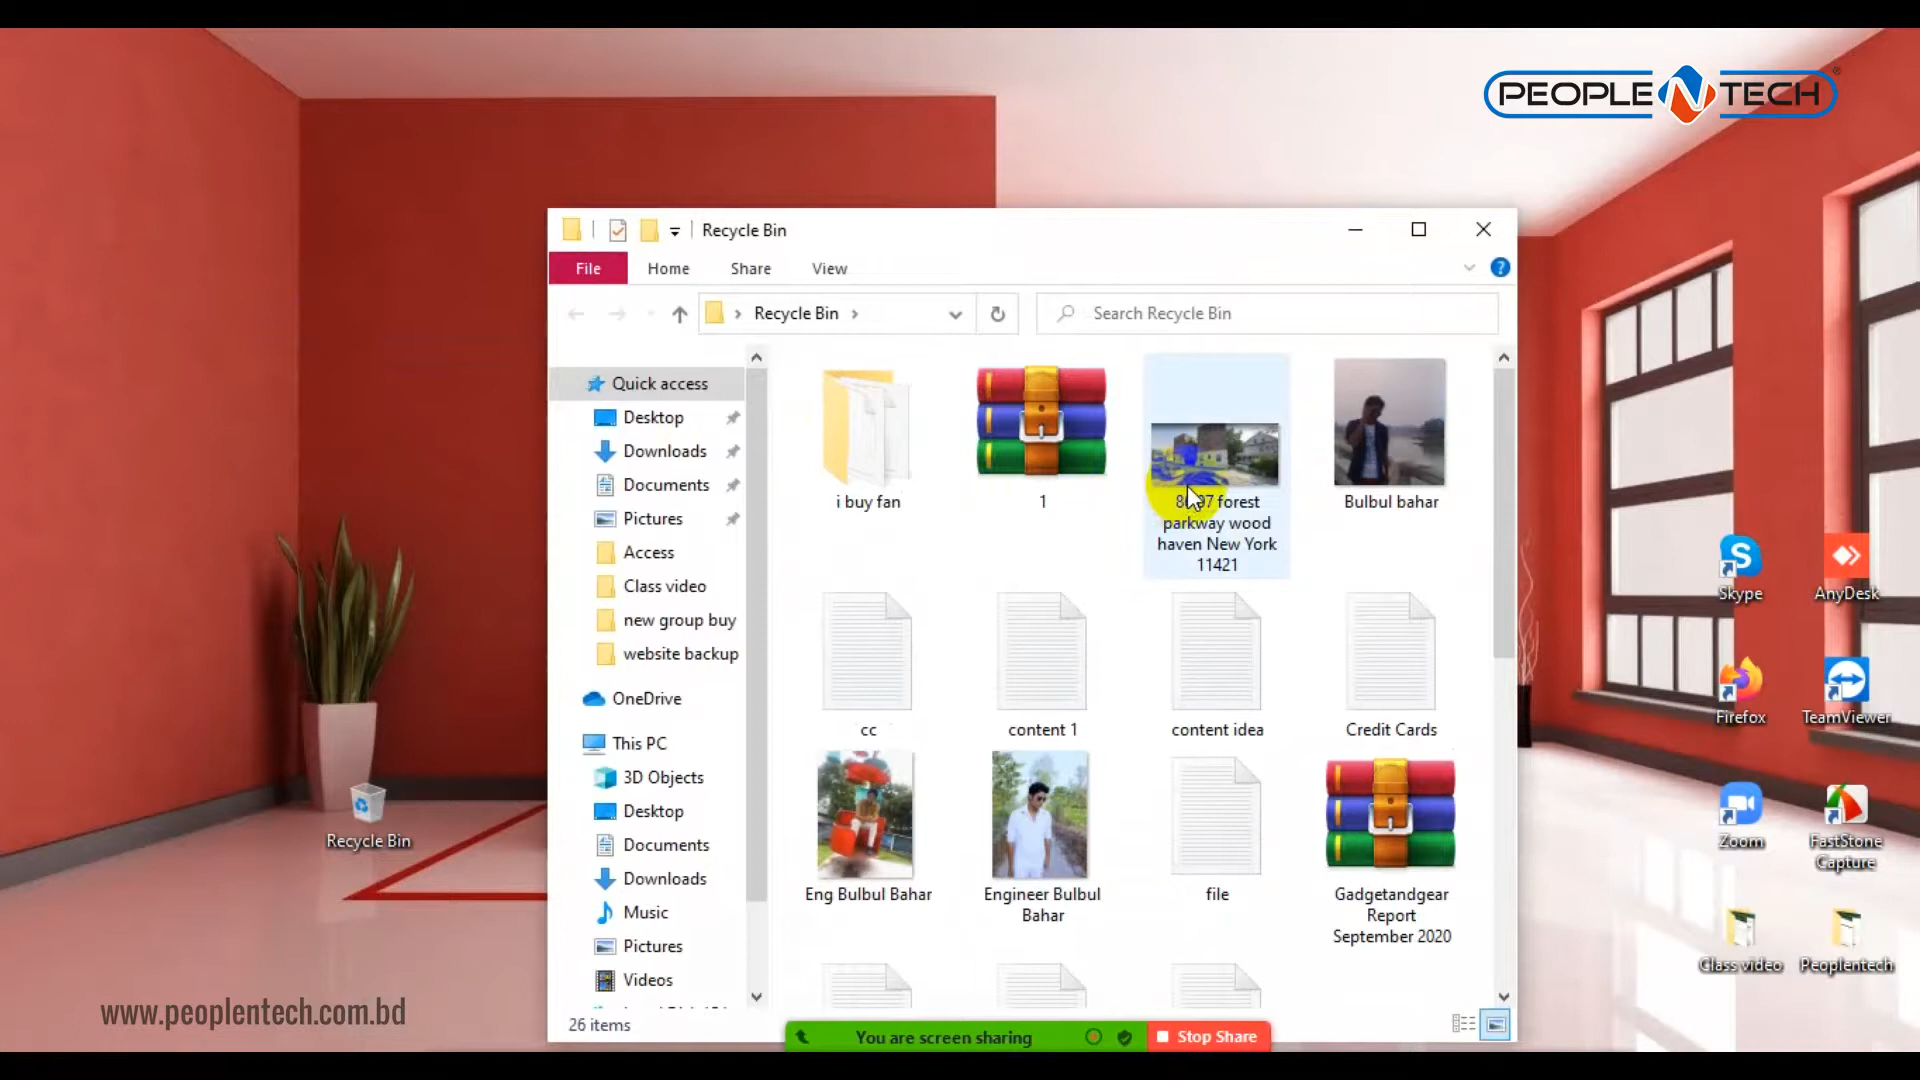 PEOPLE N TECH
Recycle Bin
File
Home
Share
View
Recycle Bin
Search Recycle Bin
Quick access
Desktop
Downloads
Documents
Pictures
Access
Class video
new group buy
website backup
OneDrive
This PC
3D Objects
Desktop
Documents
Downloads
Music
Pictures
Videos
i buy fan
1
forest
parkway wood
haven New York
11421
Bulbul bahar
cc
content 1
content idea
Credit Cards
Eng Bulbul Bahar
Engineer Bulbul
Bahar
file
Gadgetandgear
Report
September 2020
26 items
You are screen sharing
Stop Share
Recycle Bin
Skype
AnyDesk
Firefox
TeamViewer
Zoom
FastStone
Capture
Class video
Peoplentech
www.peoplentech.com.bd